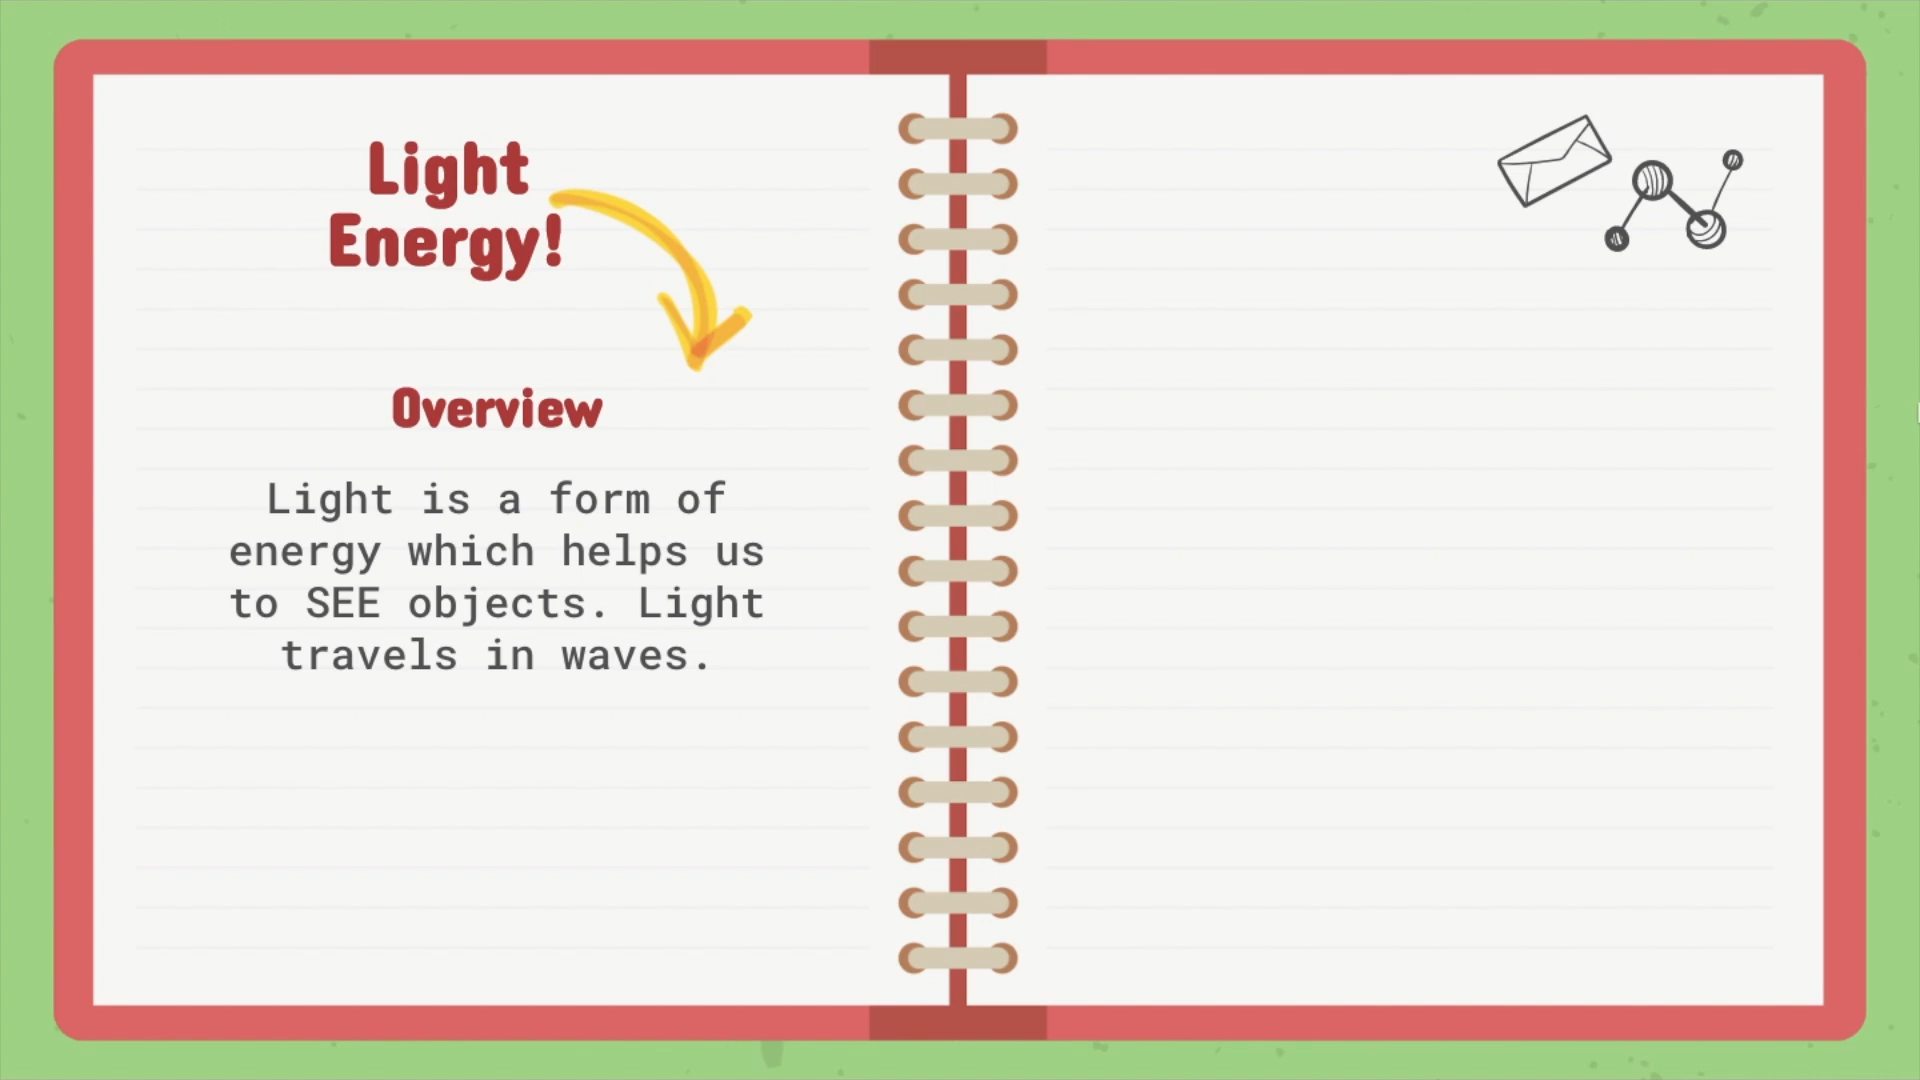 Light
Energy!
Overview
Light is a form of
energy which helps us
to SEE objects. Light
travels in waves.